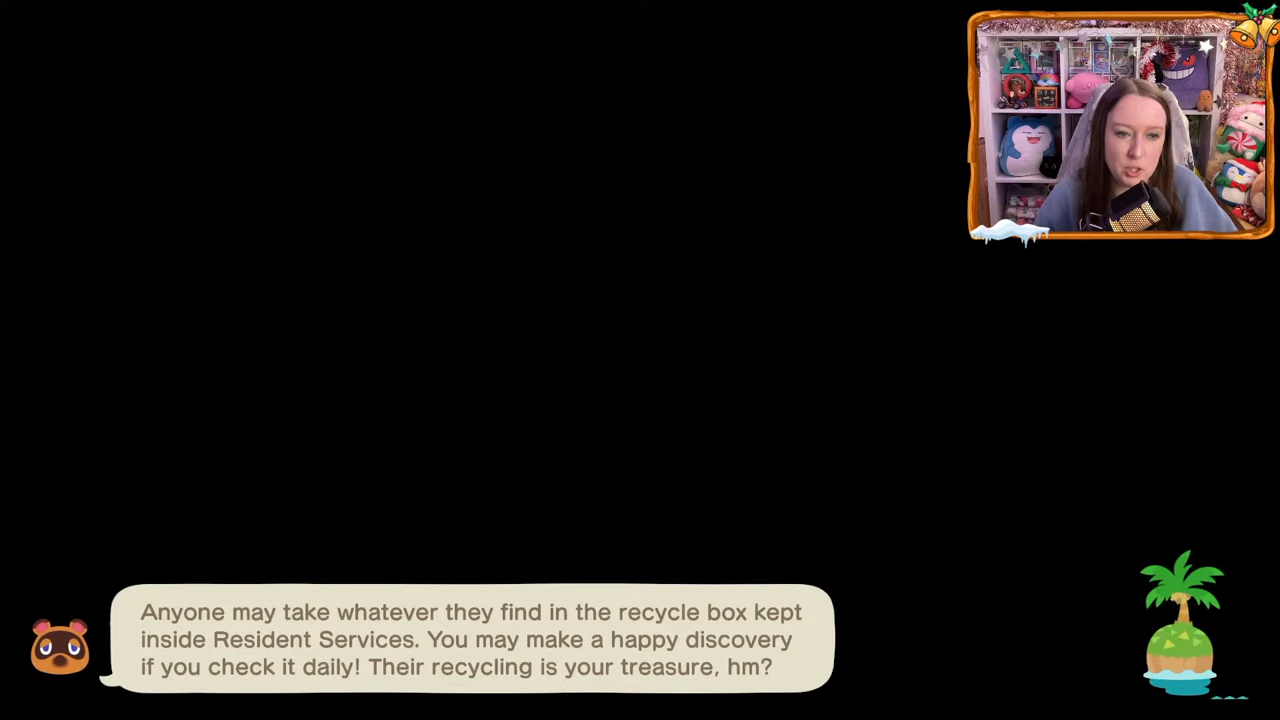 Anyone may take whatever they find in the recycle box kept
inside Resident Services. You may make a happy discovery
if you check it daily! Their recycling is your treasure, hm?